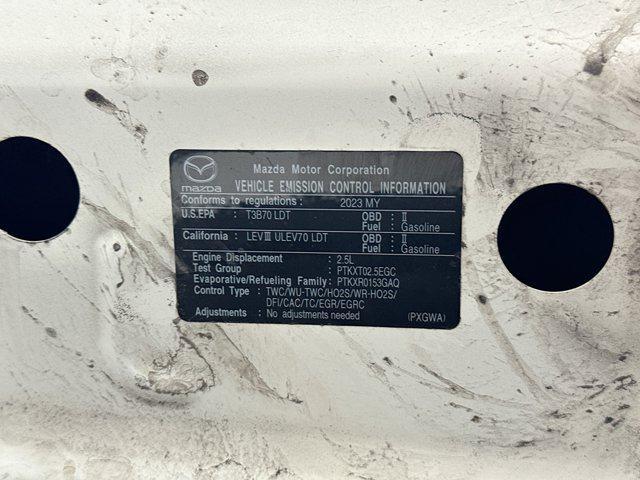 Mazda Motor Corporation
mazda
VEHICLE EMISSION CONTROL INFORMATION
Conforms to regulations : 2023 MY
U.S.EPA : T3B70 LDT OBD : II
Fuel : Gasoline
California : LEVⅢ ULEV70 LDT OBD : II
Fuel : Gasoline
Engine Displacement : 2.5L
Test Group : PTKXT02.5EGC
Evaporative/Refueling Family: PTKXR0153GAQ
Control Type : TWC/WU-TWC/HO2S/WR-HO2S/
DFI/CAC/TC/EGR/EGRC
Adjustments : No adjustments needed (PXGWA)